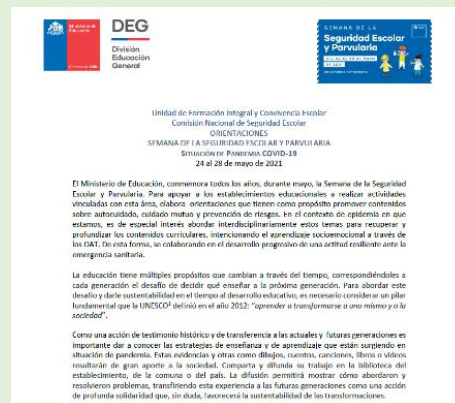 Ministerio de
Educación
Gobierno de Chile
DEG
División
Educación
General
SEMANA DE LA
Seguridad Escolar
y Parvularia
Unidad de Formación Integral y Convivencia Escolar
Comisión Nacional de Seguridad Escolar
ORIENTACIONES
SEMANA DE LA SEGURIDAD ESCOLAR Y PARVULARIA
SITUACIÓN DE PANDEMIA COVID-19
24 al 28 de mayo de 2021
El Ministerio de Educación, conmemora todos los años, durante mayo, la Semana de la Seguridad
Escolar y Parvularia. Para apoyar a los establecimientos educacionales a realizar actividades
vinculadas con esta área, elabora orientaciones que tienen como propósito promover contenidos
sobre autocuidado, cuidado mutuo y prevención de riesgos. En el contexto de epidemia en que
estamos, es de especial interés abordar interdisciplinariamente estos temas para recuperar y
profundizar los contenidos curriculares, intencionando el aprendizaje socioemocional a través de
los OAT. De esta forma, se colaborando en el desarrollo progresivo de una actitud resiliente ante la
emergencia sanitaria.
La educación tiene múltiples propósitos que cambian a través del tiempo, correspondiéndoles a
cada generación el desafío de decidir qué enseñar a la próxima generación. Para abordar este
desafío y darle sustentabilidad en el tiempo al desarrollo educativo, es necesario considerar un pilar
fundamental que la UNESCO¹ definió en el año 2012: "aprender a transformarse a uno mismo y a la
sociedad".
Como una acción de testimonio histórico y de transferencia a las actuales y futuras generaciones es
importante dar a conocer las estrategias de enseñanza y de aprendizaje que están surgiendo en
situación de pandemia. Estas evidencias y otras como dibujos, cuentos, canciones, libros o videos
resultarán de gran aporte a la sociedad. Comparta y difunda su trabajo en la biblioteca del
establecimiento, de la comuna o del país. La difusión permitirá mostrar cómo abordaron y
resolvieron problemas, transfiriendo esta experiencia a las futuras generaciones como una acción
de profunda solidaridad que, sin duda, favorecerá la sustentabilidad de las transformaciones.